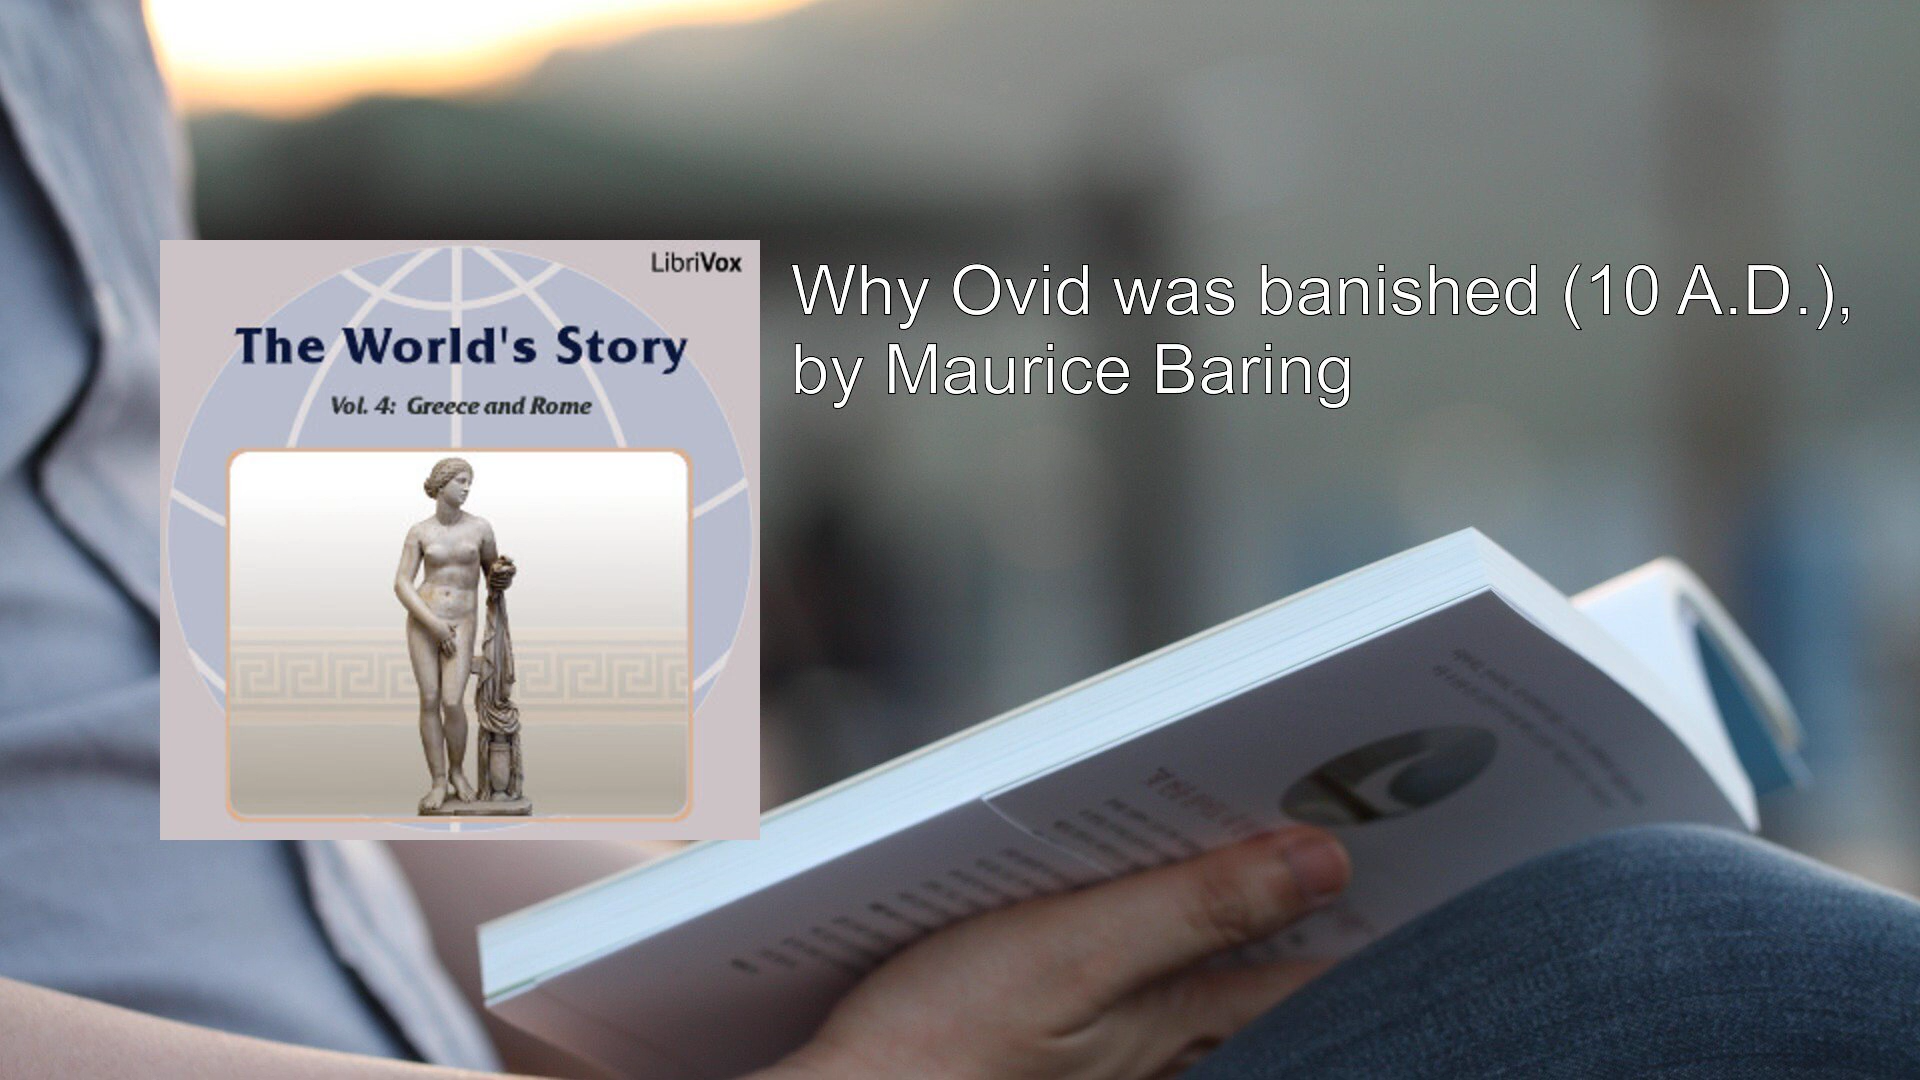 LibriVox
The World's Story
Vol. 4: Greece and Rome
Why Ovid was banished (10 A.D.),
by Maurice Baring